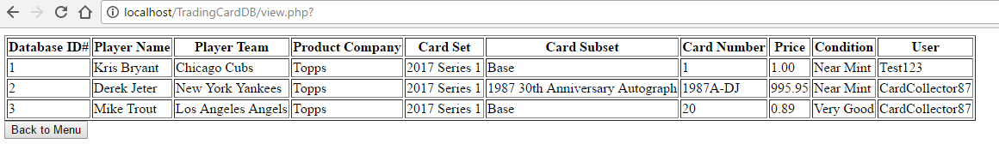 localhost/TradingCardDB/view.php?
Database ID# Player Name Player Team Product Company Card Set Card Subset Card Number Price Condition User
1 Kris Bryant Chicago Cubs Topps 2017 Series 1 Base 1 1.00 Near Mint Test123
2 Derek Jeter New York Yankees Topps 2017 Series 1 1987 30th Anniversary Autograph 1987A-DJ 995.95 Near Mint CardCollector87
3 Mike Trout Los Angeles Angels Topps 2017 Series 1 Base 20 0.89 Very Good CardCollector87
Back to Menu